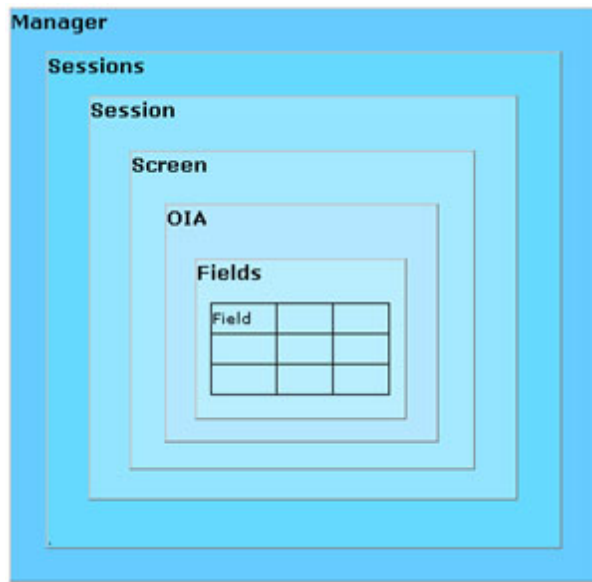 Manager
Sessions
Session
Screen
OIA
Fields
Field